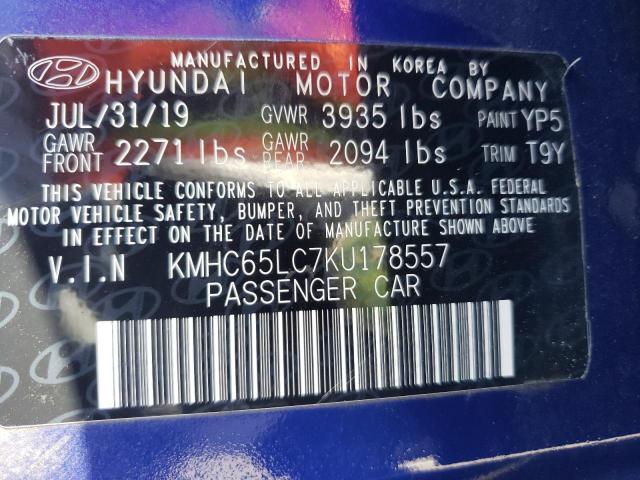 MANUFACTURED IN KOREA BY
HYUNDAI MOTOR COMPANY
JUL/31/19 GVWR 3935 lbs PAINT YP5
GAWR FRONT 2271 lbs GAWR REAR 2094 lbs TRIM T9Y
THIS VEHICLE CONFORMS TO ALL APPLICABLE U.S.A. FEDERAL
MOTOR VEHICLE SAFETY, BUMPER, AND THEFT PREVENTION STANDARDS
IN EFFECT ON THE DATE OF MANUFACTURE SHOWN ABOVE
V.I.N KMHC65LC7KU178557
PASSENGER CAR